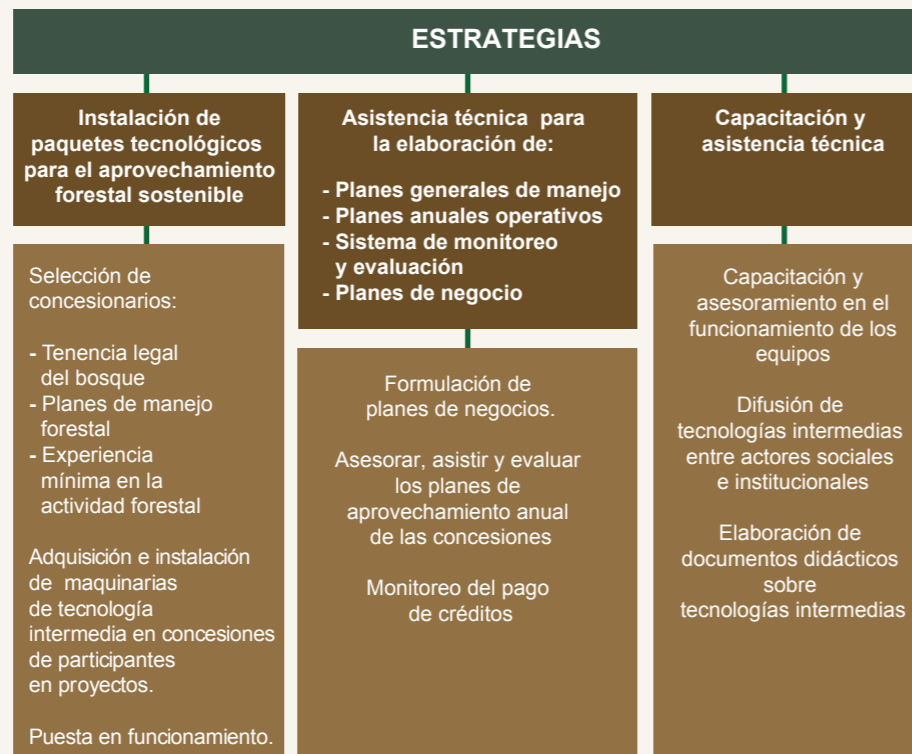 ESTRATEGIAS
Instalación de
paquetes tecnológicos
para el aprovechamiento
forestal sostenible
Selección de
concesionarios:
- Tenencia legal
del bosque
- Planes de manejo
forestal
- Experiencia
mínima en la
actividad forestal
Adquisición e instalación
de maquinarias
de tecnología
intermedia en concesiones
de participantes
en proyectos.
Puesta en funcionamiento.
Asistencia técnica para
la elaboración de:
- Planes generales de manejo
- Planes anuales operativos
- Sistema de monitoreo
y evaluación
- Planes de negocio
Formulación de
planes de negocios.
Asesorar, asistir y evaluar
los planes de
aprovechamiento anual
de las concesiones
Monitoreo del pago
de créditos
Capacitación y
asistencia técnica
Capacitación y
asesoramiento en el
funcionamiento de los
equipos
Difusión de
tecnologías intermedias
entre actores sociales
e institucionales
Elaboración de
documentos didácticos
sobre
tecnologías intermedias